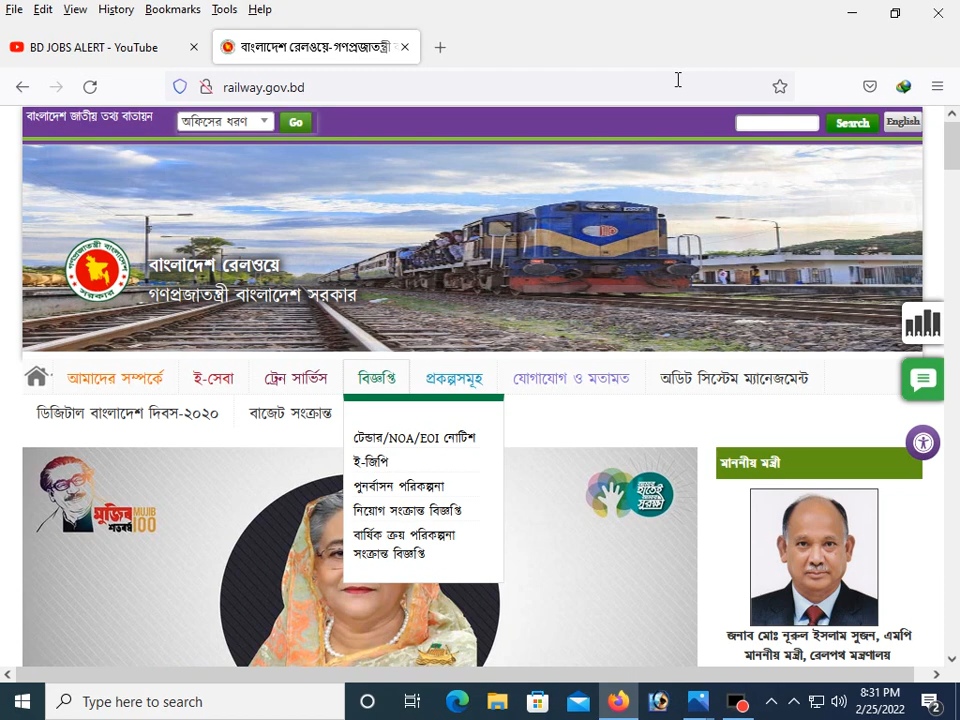 File Edit View History Bookmarks Tools Help
BD JOBS ALERT - YouTube
বাংলাদেশ রেলওয়ে-গণপ্রজাতন্ত্রী
railway.gov.bd
বাংলাদেশ জাতীয় তথ্য বাতায়ন
অফিসের ধরণ
Go
Search
English
বাংলাদেশ রেলওয়ে
গণপ্রজাতন্ত্রী বাংলাদেশ সরকার
আমাদের সম্পর্কে ই-সেবা ট্রেন সার্ভিস বিজ্ঞপ্তি প্রকল্পসমূহ যোগাযোগ ও মতামত অডিট সিস্টেম ম্যানেজমেন্ট
ডিজিটাল বাংলাদেশ দিবস-২০২০ বাজেট সংক্রান্ত
টেন্ডার/NOA/EOI নোটিশ
ই-জিপি
পুনর্বাসন পরিকল্পনা
নিয়োগ সংক্রান্ত বিজ্ঞপ্তি
বার্ষিক ক্রয় পরিকল্পনা
সংক্রান্ত বিজ্ঞপ্তি
মুজিব
শতবর্ষ
MUJIB
100
মাননীয় মন্ত্রী
জনাব মোঃ নূরুল ইসলাম সুজন, এমপি
মাননীয় মন্ত্রী, রেলপথ মন্ত্রণালয়
Type here to search
8:31 PM
2/25/2022
2